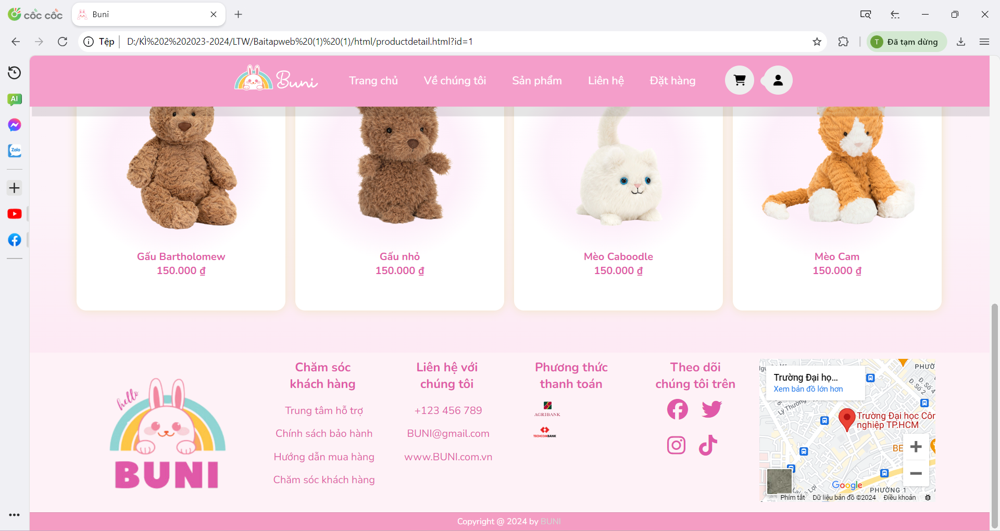 cốc cốc
Buni
Tệp
D:/KÌ%202%202023-2024/LTW/Baitapweb%20(1)%20(1)/html/productdetail.html?id=1
T
Đã tạm dừng
AI
Zalo
Buni
Trang chủ
Về chúng tôi
Sản phẩm
Liên hệ
Đặt hàng
Gấu Bartholomew
150.000 ₫
Gấu nhỏ
150.000 ₫
Mèo Caboodle
150.000 ₫
Mèo Cam
150.000 ₫
hello
BUNI
Chăm sóc
khách hàng
Trung tâm hỗ trợ
Chính sách bảo hành
Hướng dẫn mua hàng
Chăm sóc khách hàng
Liên hệ với
chúng tôi
+123 456 789
BUNI@gmail.com
www.BUNI.com.vn
Phương thức
thanh toán
AGRIBANK
TECHCOMBANK
Theo dõi
chúng tôi trên
Trường Đại họ...
Xem bản đồ lớn hơn
PHƯỜ
Đ. Số 4
Đ. Số 2
Lý Thường
Trường Đại học Côn
nghiệp TP.HCM
BE
Lê Lợi
Google
PHƯỜNG 1
Phím tắt
Dữ liệu bản đồ ©2024
Điều khoản
Copyright @ 2024 by BUNI